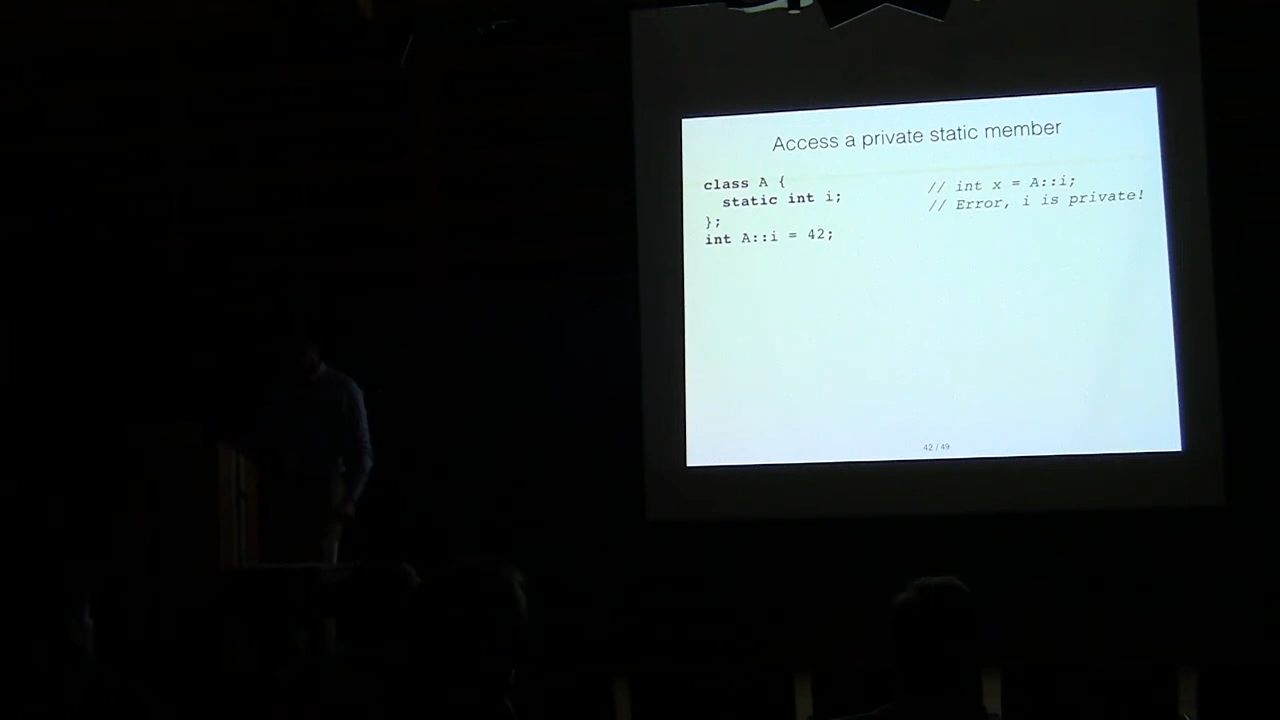 Access a private static member
class A {
static int i;
};
int A::i = 42;
// int x = A::i;
// Error, i is private!
42 / 49